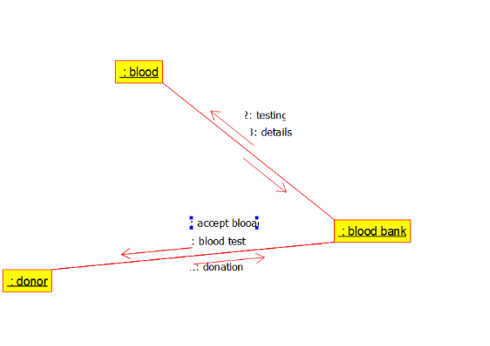 : blood
2: testing
3: details
: accept blood
: blood bank
: blood test
: donation
: donor